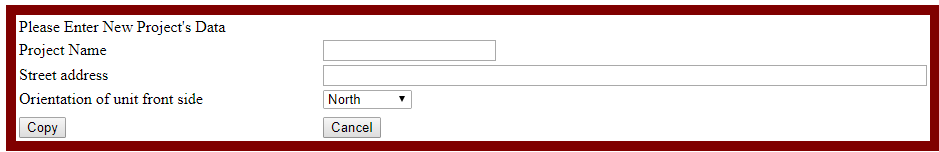 Please Enter New Project's Data
Project Name
Street address
Orientation of unit front side North
Copy Cancel